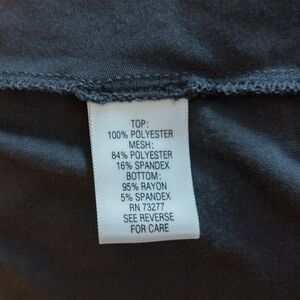 TOP:
100% POLYESTER
MESH:
84% POLYESTER
16% SPANDEX
BOTTOM:
95% RAYON
5% SPANDEX
RN 73277
SEE REVERSE
FOR CARE